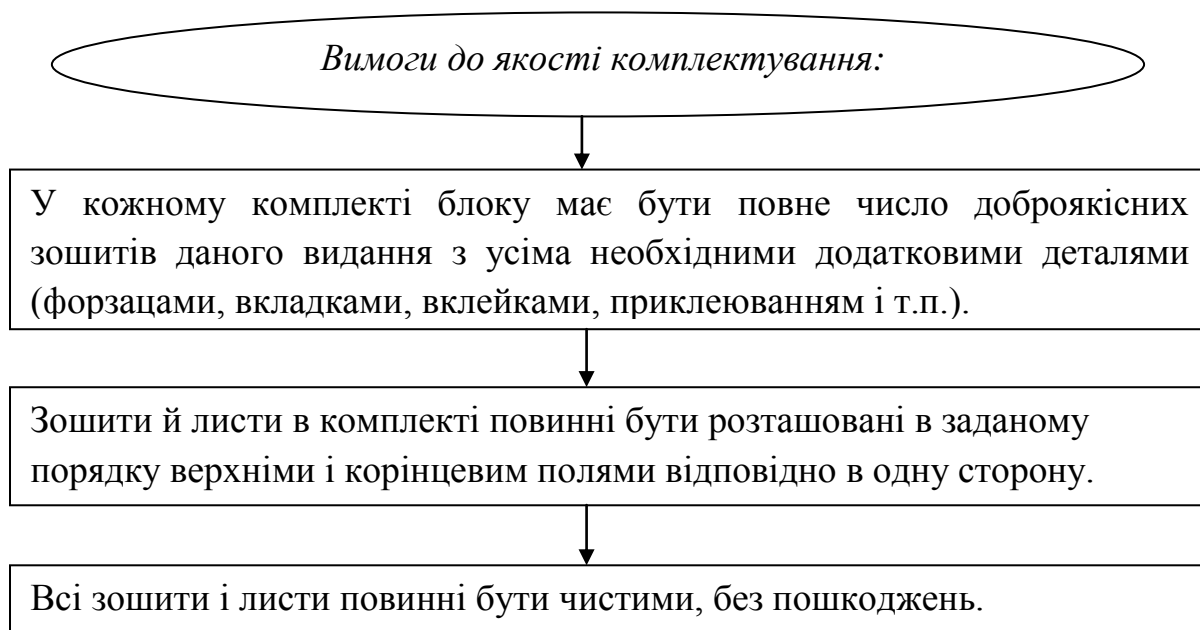 Вимоги до якості комплектування:
У кожному комплекті блоку має бути повне число доброякісних
зошитів даного видання з усіма необхідними додатковими деталями
(форзацами, вкладками, вклейками, приклеюванням і т.п.).
Зошити й листи в комплекті повинні бути розташовані в заданому
порядку верхніми і корінцевим полями відповідно в одну сторону.
Всі зошити і листи повинні бути чистими, без пошкоджень.